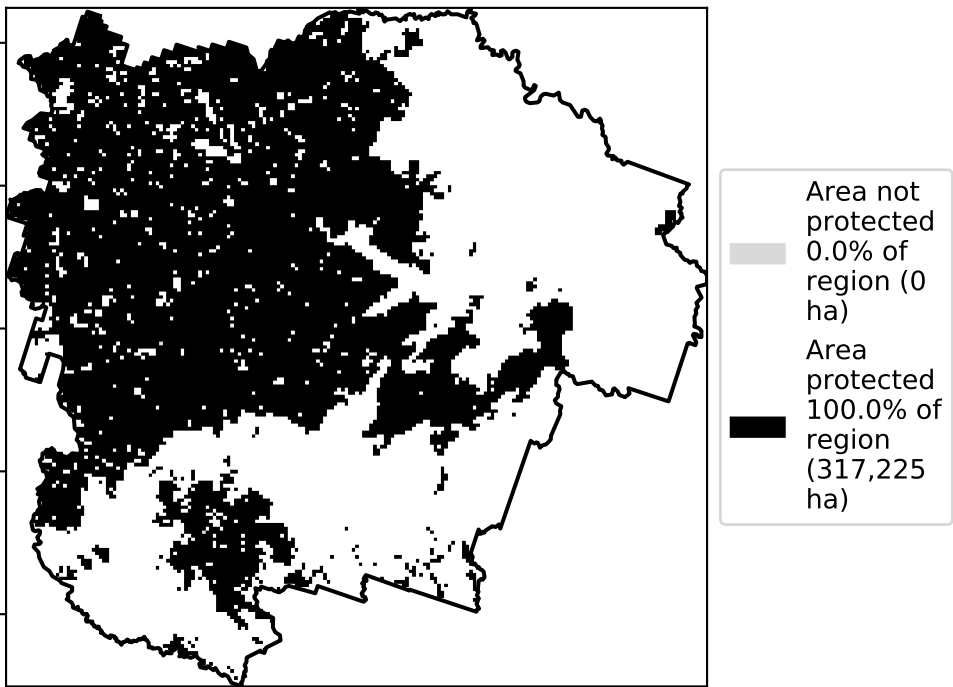 Area not
protected
0.0% of
region (0
ha)
Area
protected
100.0% of
region
(317,225
ha)